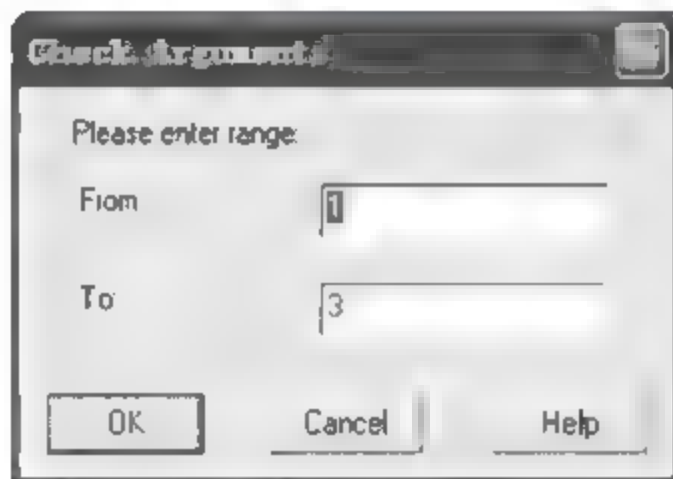 Check Arguments
Please enter range:
From 1
To 3
OK Cancel Help